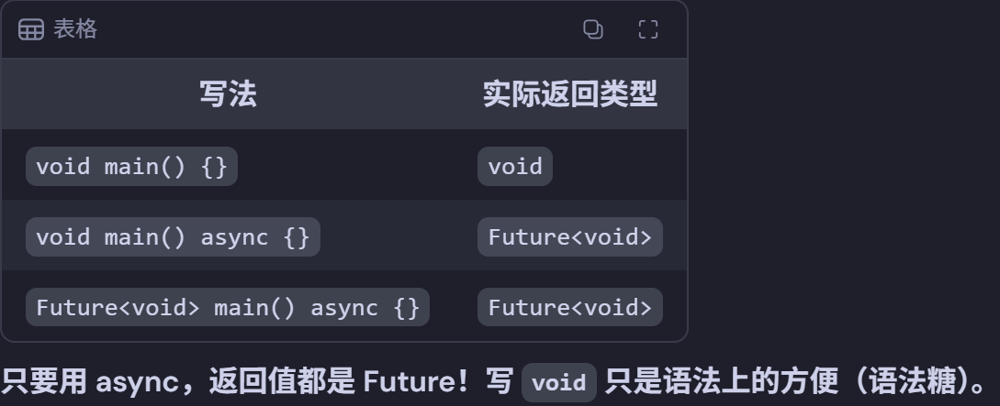 表格
写法 实际返回类型
void main() {} void
void main() async {} Future<void>
Future<void> main() async {} Future<void>
只要用 async，返回值都是 Future！写 void 只是语法上的方便（语法糖）。